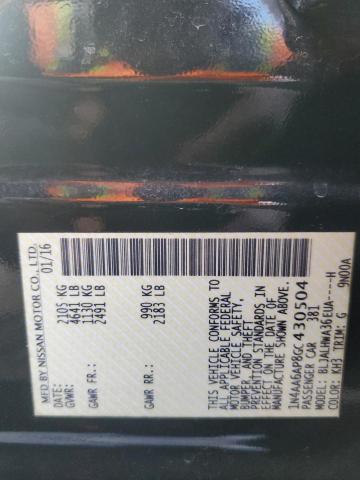 MFD BY NISSAN MOTOR CO., LTD.
01/16
GVWR: 2105 KG
4641 LB
GAWR FR.: 1130 KG
2491 LB
GAWR RR.: 990 KG
2183 LB
THIS VEHICLE CONFORMS TO
ALL APPLICABLE FEDERAL
MOTOR VEHICLE SAFETY,
BUMPER, AND THEFT
PREVENTION STANDARDS IN
EFFECT ON THE DATE OF
MANUFACTURE SHOWN ABOVE.
1N4AA6AP5GC430504
PASSENGER CAR 381
MODEL: BL1JALHWA36EUA-----H
COLOR: KH3 TRIM: G 9N00A